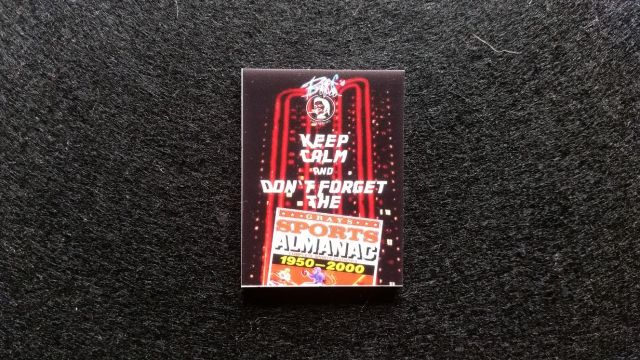 KEEP
CALM
AND
DON'T FORGET
THE
GRAYS
SPORTS
ALMANAC
1950-2000